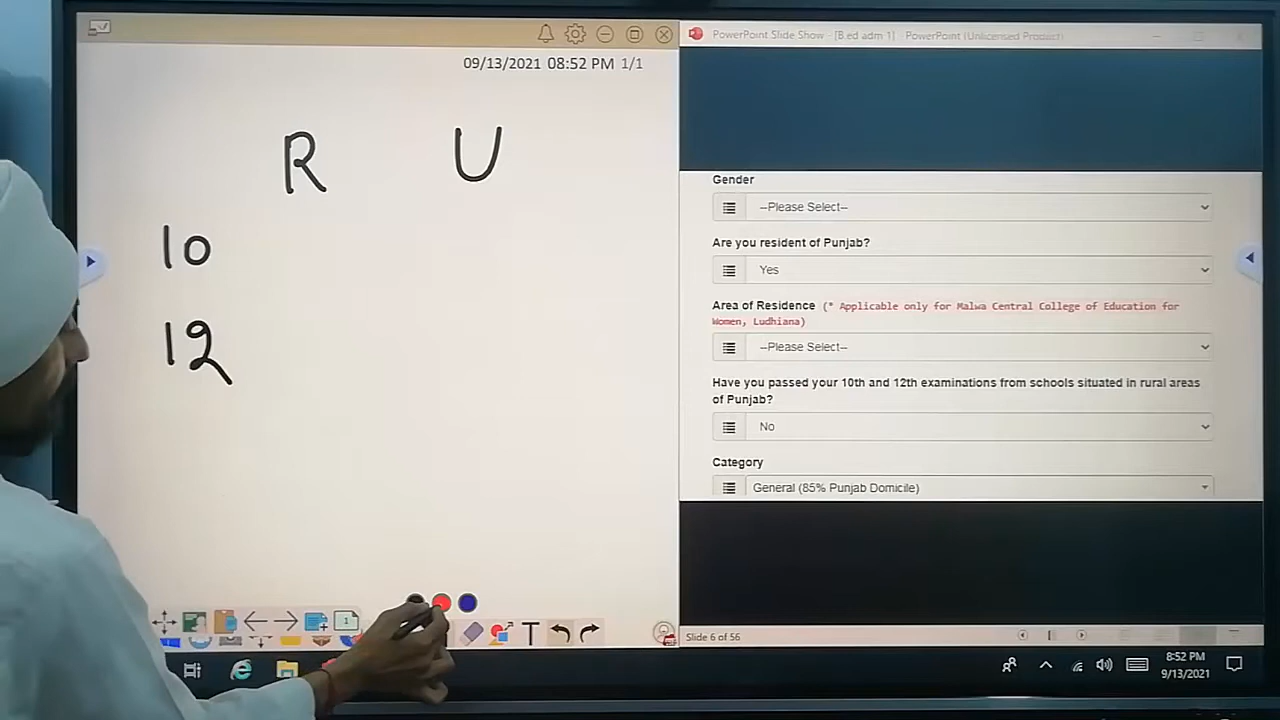 09/13/2021 08:52 PM 1/1
R U
10
12
PowerPoint Slide Show - [B.ed adm 1] - PowerPoint (Unlicensed Product)
Gender
--Please Select--
Are you resident of Punjab?
Yes
Area of Residence (* Applicable only for Malwa Central College of Education for
Women, Ludhiana)
--Please Select--
Have you passed your 10th and 12th examinations from schools situated in rural areas
of Punjab?
No
Category
General (85% Punjab Domicile)
1
T
Slide 6 of 56
8:52 PM
9/13/2021